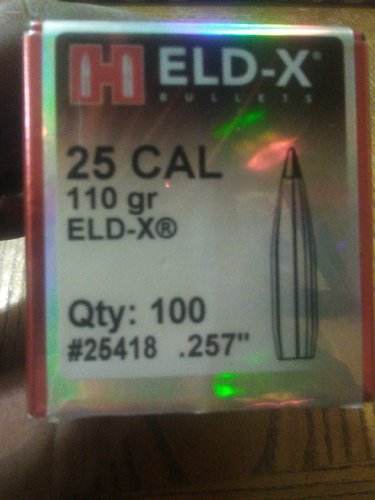 H ELD-X®
BULLETS
25 CAL
110 gr
ELD-X®
Qty: 100
#25418 .257"